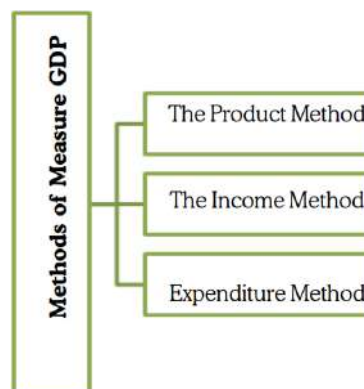 Methods of Measure GDP
The Product Method
The Income Method
Expenditure Method